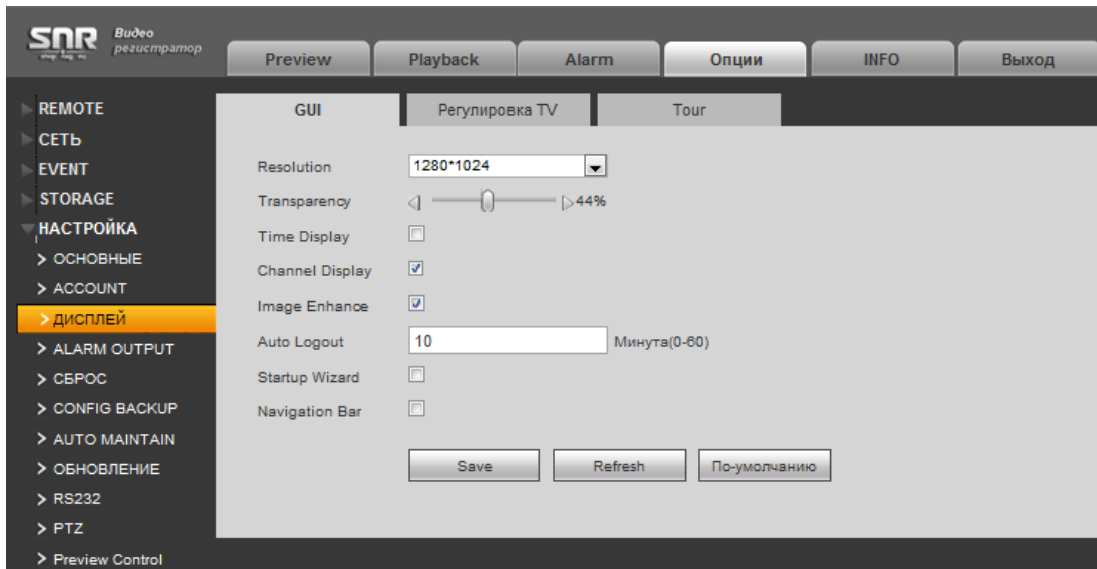 SNR
Видео
регистратор
Preview
Playback
Alarm
Опции
INFO
Выход
REMOTE
СЕТЬ
EVENT
STORAGE
НАСТРОЙКА
ОСНОВНЫЕ
ACCOUNT
ДИСПЛЕЙ
ALARM OUTPUT
СБРОС
CONFIG BACKUP
AUTO MAINTAIN
ОБНОВЛЕНИЕ
RS232
PTZ
Preview Control
GUI
Регулировка TV
Tour
Resolution 1280*1024
Transparency 44%
Time Display
Channel Display
Image Enhance
Auto Logout 10 Минута(0-60)
Startup Wizard
Navigation Bar
Save
Refresh
По-умолчанию